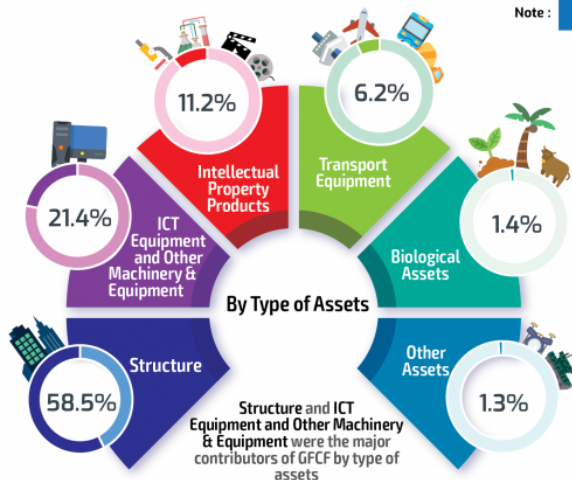 Note :
11.2%
Intellectual
Property
Products
6.2%
Transport
Equipment
21.4%
ICT
Equipment
and Other
Machinery &
Equipment
1.4%
Biological
Assets
By Type of Assets
58.5%
Structure
Other
Assets
1.3%
Structure and ICT
Equipment and Other Machinery
& Equipment were the major
contributors of GFCF by type of
assets